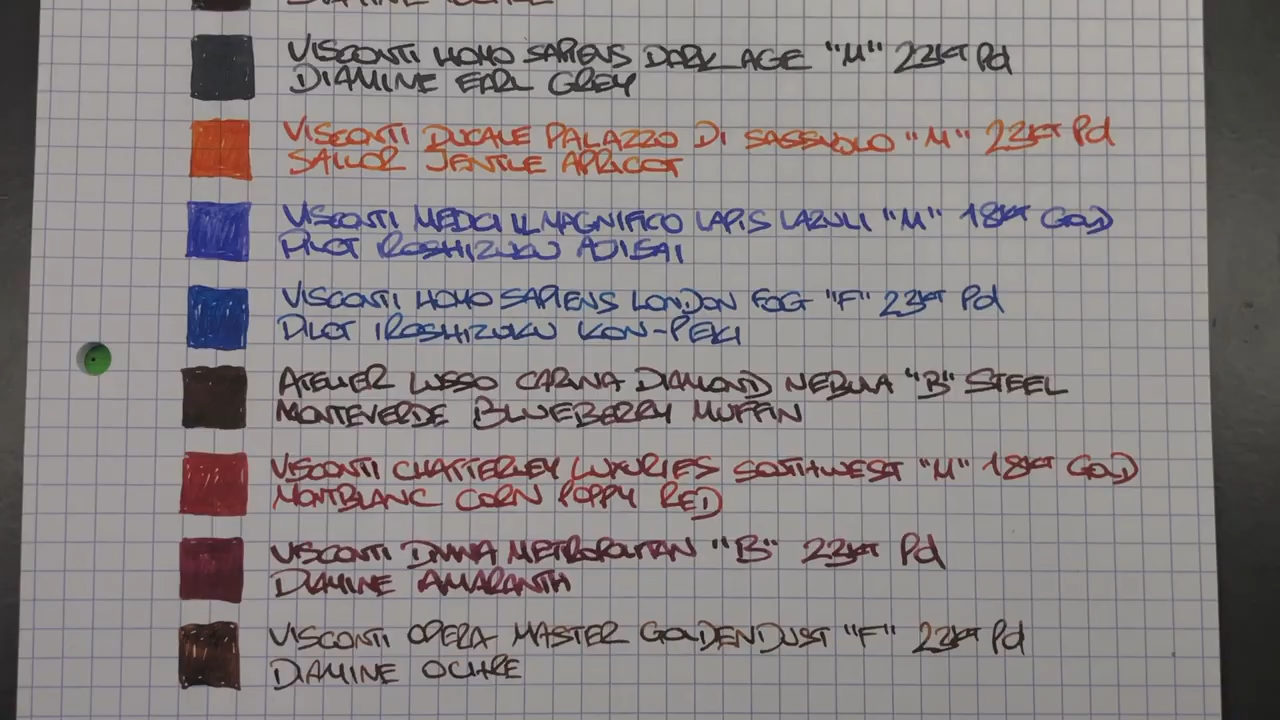 DIAMINE OCHRE
VISCONTI HOMO SAPIENS DARK AGE "M" 23KT Pd
DIAMINE EARL GREY
VISCONTI DUCALE PALAZZO DI SASSUOLO "M" 23KT Pd
SAILOR JENTLE APRICOT
VISCONTI MEDICI IL MAGNIFICO LAPIS LAZULI "M" 18KT GOLD
PILOT IROSHIZUKU AJISAI
VISCONTI HOMO SAPIENS LONDON FOG "F" 23KT Pd
PILOT IROSHIZUKU KON-PEKI
ATELIER LUSSO CARINA DIAMOND NEBULA "B" STEEL
MONTEVERDE BLUEBERRY MUFFIN
VISCONTI CHATTERLEY LUXURIES SOUTHWEST "M" 18KT GOLD
MONTBLANC CORN POPPY RED
VISCONTI DIVINA METROPOLITAN "B" 23KT Pd
DIAMINE AMARANTH
VISCONTI OPERA MASTER GOLDENDUST "F" 23KT Pd
DIAMINE OCHRE